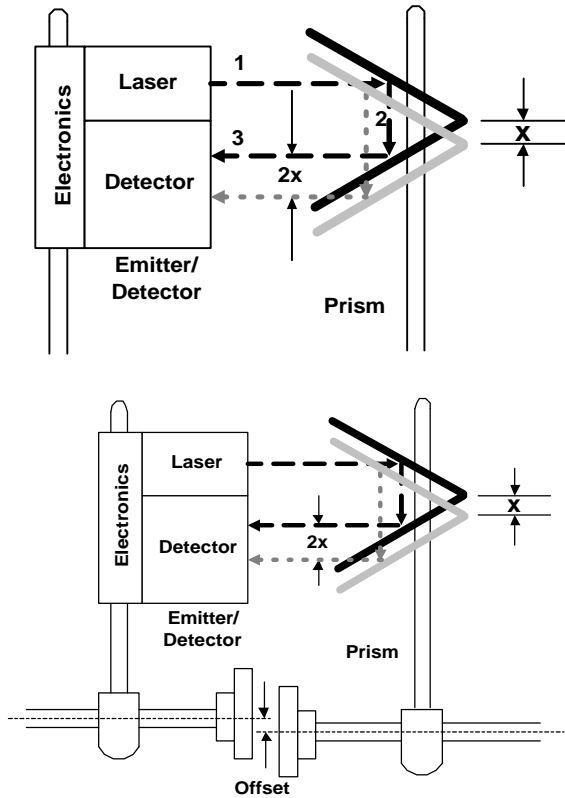 Laser
1
Electronics
2
x
3
Detector
2x
Emitter/
Detector
Prism
Laser
Electronics
x
Detector
2x
Emitter/
Detector
Prism
Offset